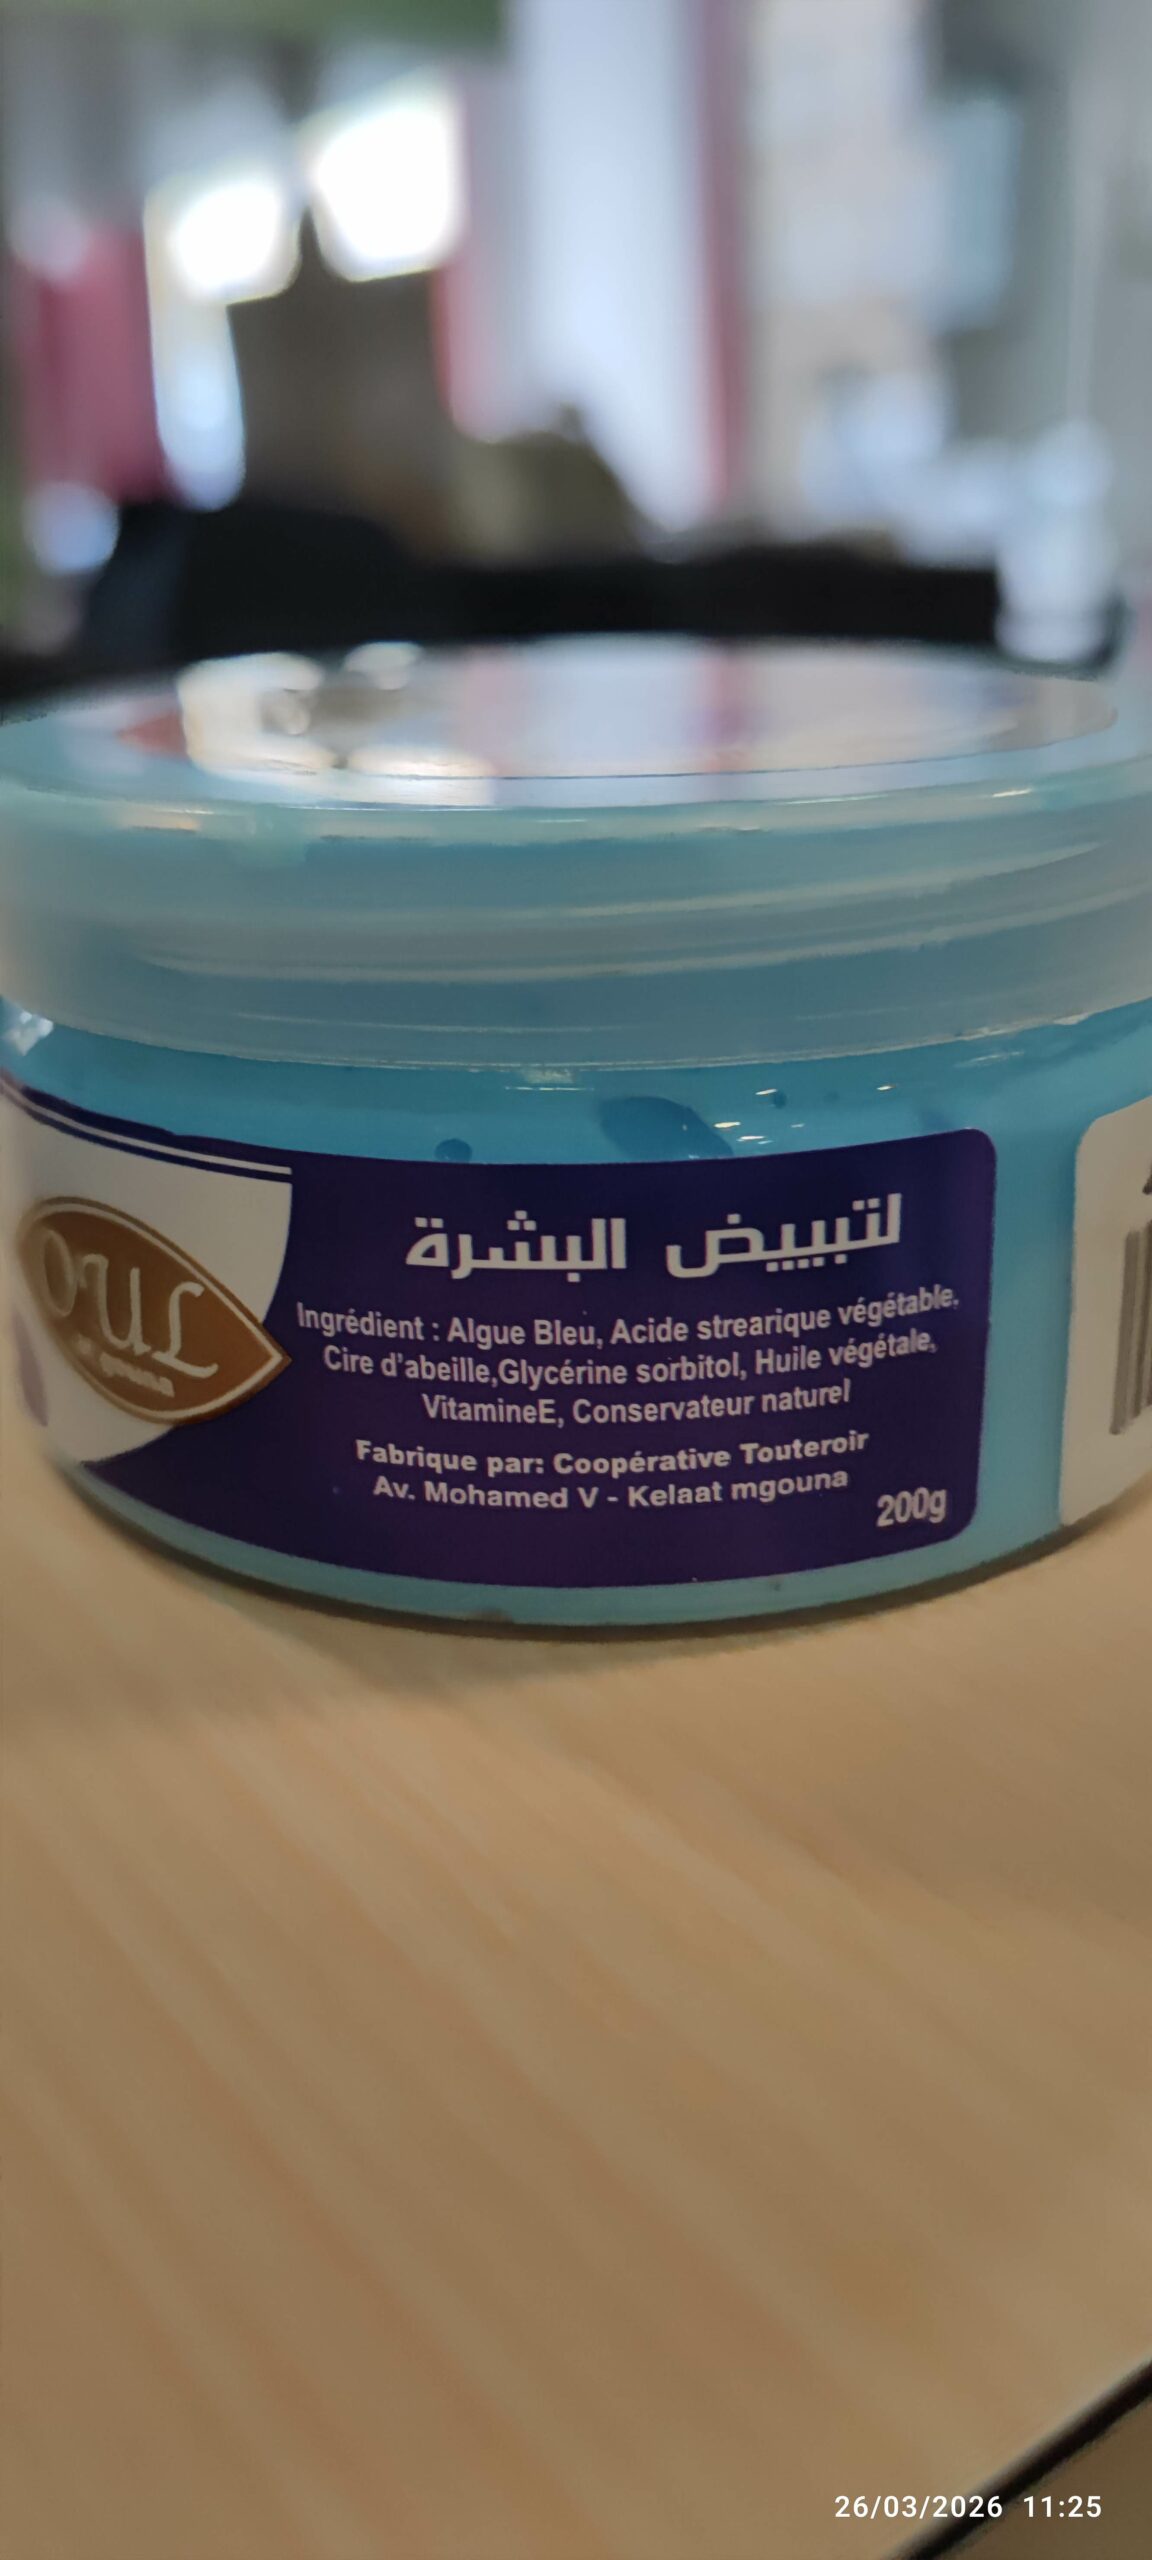 OUL
لتبييض البشرة
Ingrédient : Algue Bleu, Acide strearique végétable,
Cire d'abeille,Glycérine sorbitol, Huile végétale,
VitamineE, Conservateur naturel
Fabrique par: Coopérative Touteroir
Av. Mohamed V - Kelaat mgouna
200g
26/03/2026 11:25